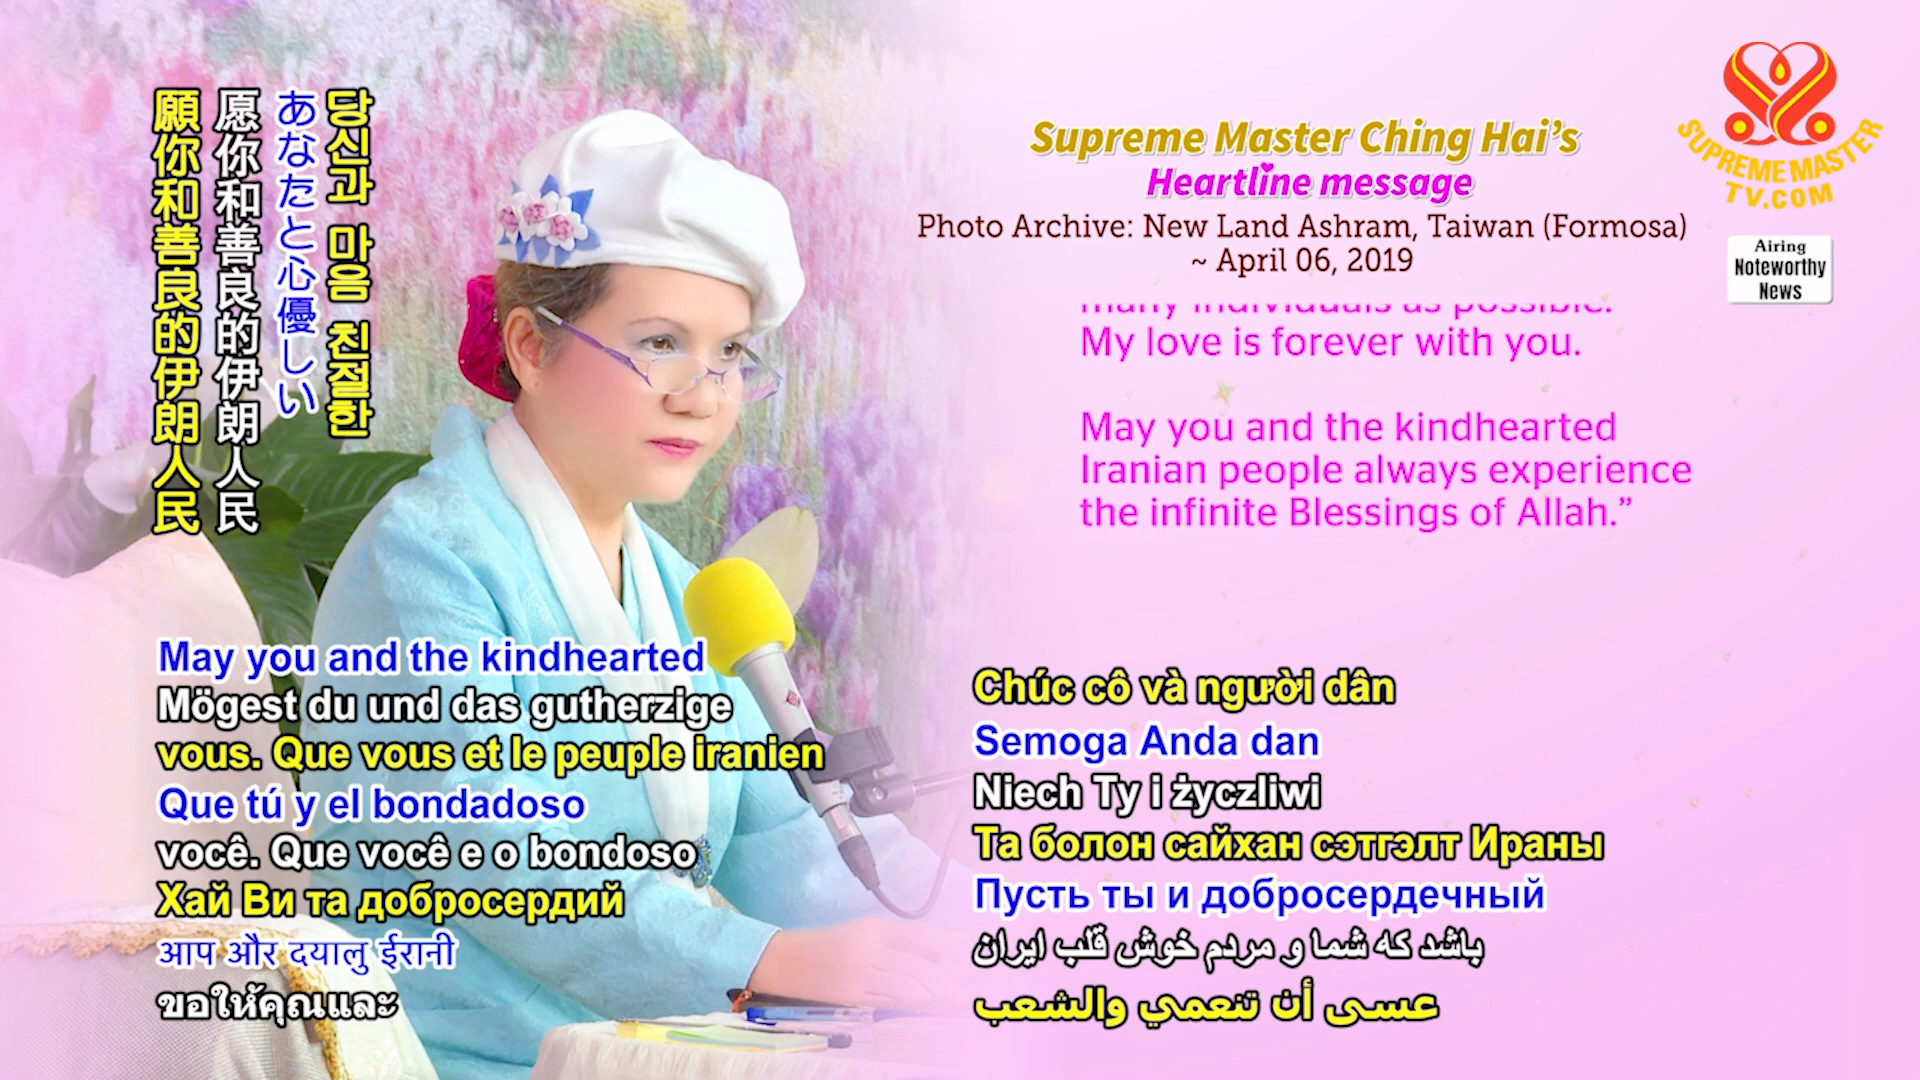 願你和善良的伊朗人民
愿你和善良的伊朗人民
あなたと心優しい
당신과 마음 친절한
Supreme Master Ching Hai's
Heartline message
Photo Archive: New Land Ashram, Taiwan (Formosa)
~ April 06, 2019
SUPREME MASTER
TV.COM
Airing
Noteworthy
News
many individuals as possible.
My love is forever with you.
May you and the kindhearted
Iranian people always experience
the infinite Blessings of Allah.”
May you and the kindhearted
Mögest du und das gutherzige
vous. Que vous et le peuple iranien
Que tú y el bondadoso
você. Que você e o bondoso
Хай Ви та добросердий
आप और दयालु ईरानी
ขอให้คุณและ
Chúc cô và người dân
Semoga Anda dan
Niech Ty i życzliwi
Та болон сайхан сэтгэлт Ираны
Пусть ты и добросердечный
باشد که شما و مردم خوش قلب ایران
عسى أن تنعمي والشعب